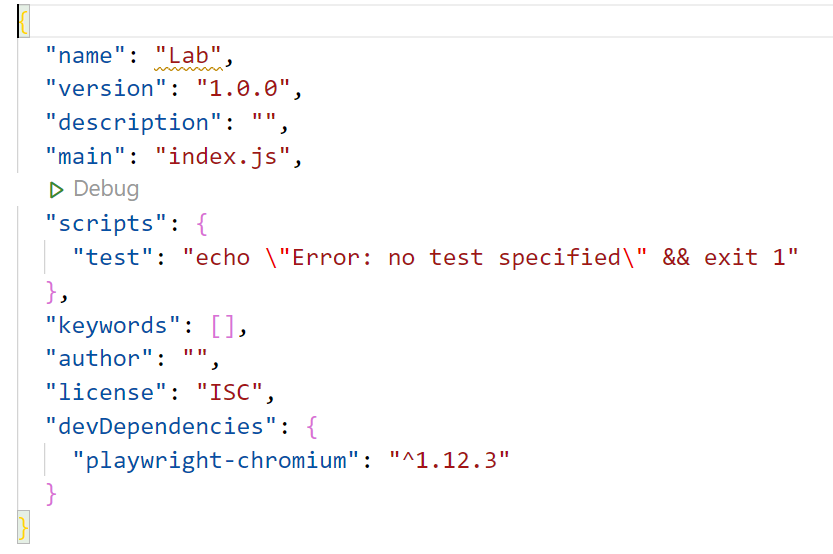 {
"name": "Lab",
"version": "1.0.0",
"description": "",
"main": "index.js",
Debug
"scripts": {
"test": "echo \"Error: no test specified\" && exit 1"
},
"keywords": [],
"author": "",
"license": "ISC",
"devDependencies": {
"playwright-chromium": "^1.12.3"
}
}